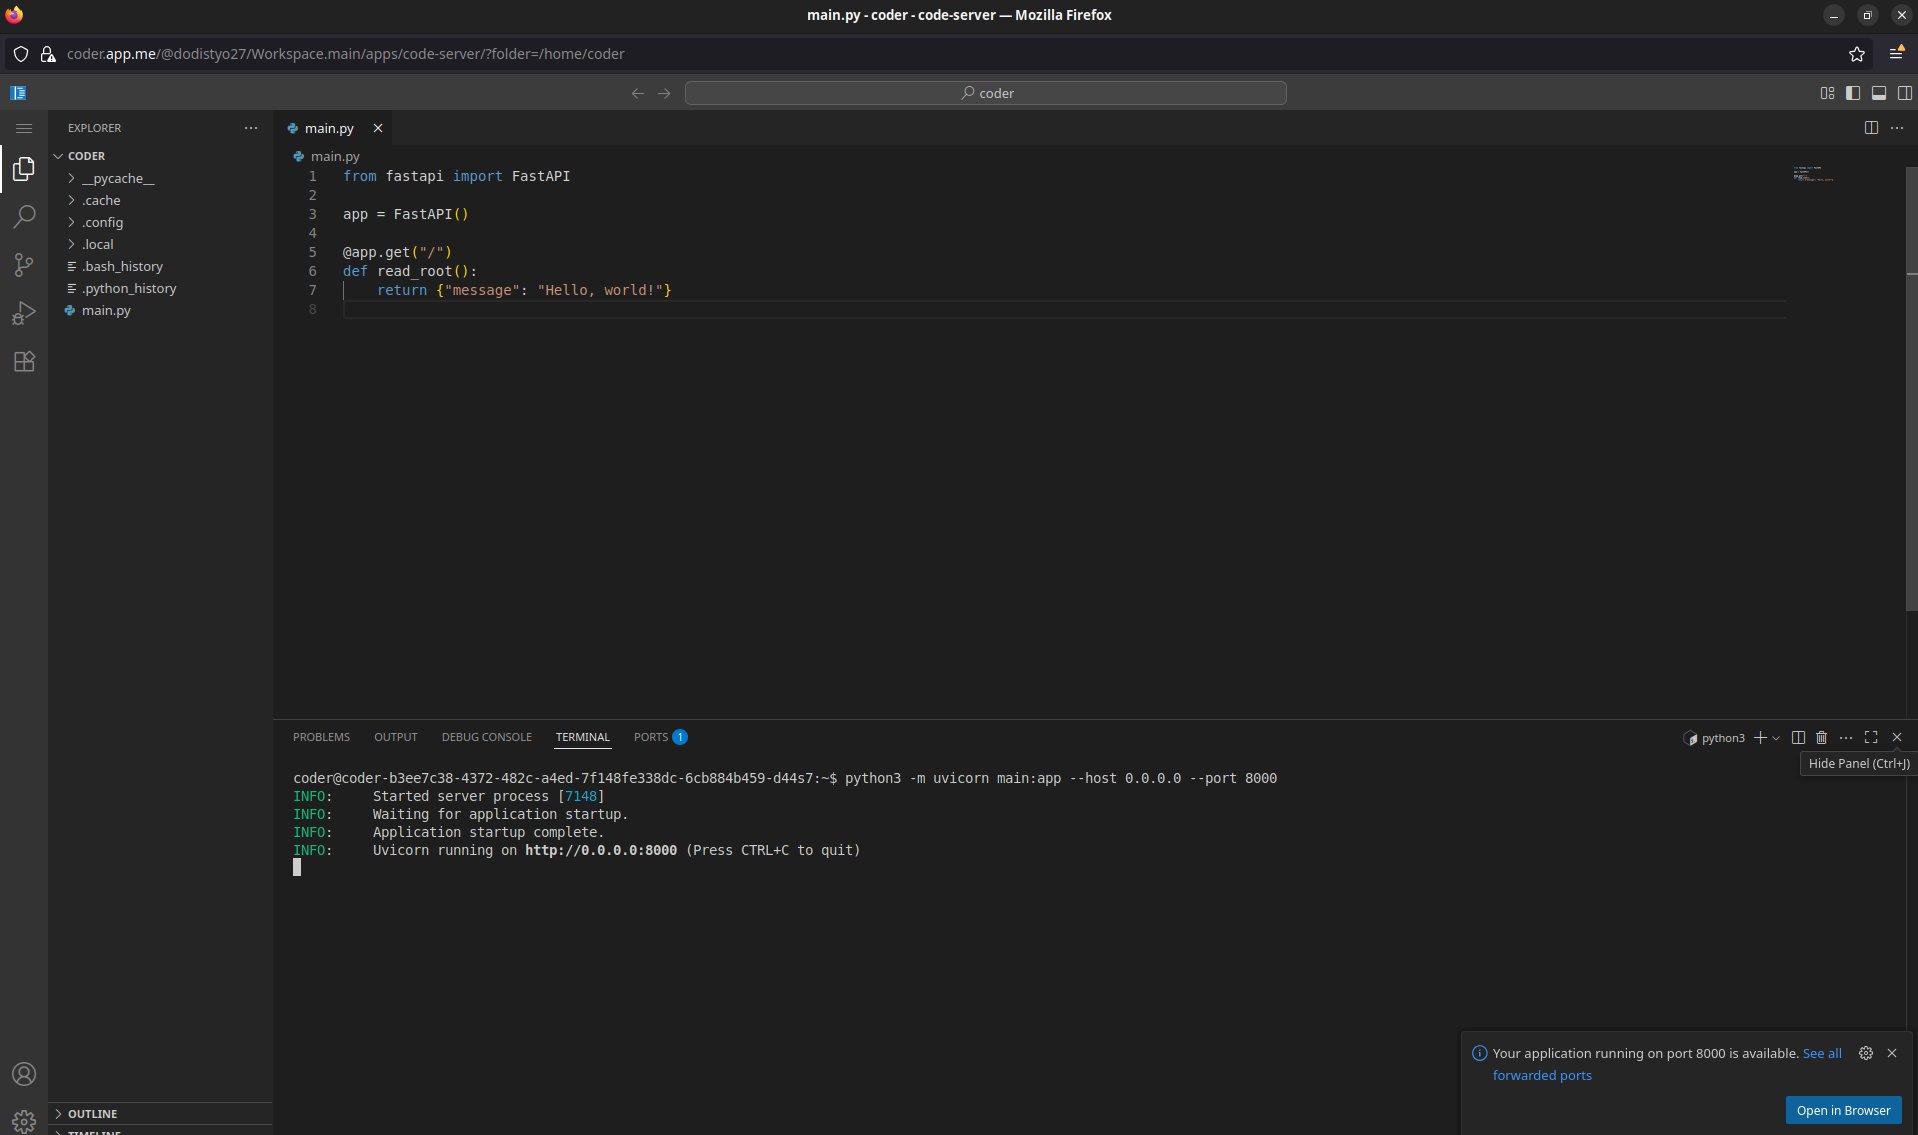 main.py - coder - code-server — Mozilla Firefox
coder.app.me/@dodistyo27/Workspace.main/apps/code-server/?folder=/home/coder
coder
EXPLORER
main.py
CODER
main.py
__pycache__
.cache
.config
.local
.bash_history
.python_history
main.py
1 from fastapi import FastAPI
2
3 app = FastAPI()
4
5 @app.get("/")
6 def read_root():
7 return {"message": "Hello, world!"}
8
PROBLEMS OUTPUT DEBUG CONSOLE TERMINAL PORTS 1
python3
Hide Panel (Ctrl+J)
coder@coder-b3ee7c38-4372-482c-a4ed-7f148fe338dc-6cb884b459-d44s7:~$ python3 -m uvicorn main:app --host 0.0.0.0 --port 8000
INFO: Started server process [7148]
INFO: Waiting for application startup.
INFO: Application startup complete.
INFO: Uvicorn running on http://0.0.0.0:8000 (Press CTRL+C to quit)
Your application running on port 8000 is available. See all
forwarded ports
Open in Browser
OUTLINE
TIMELINE